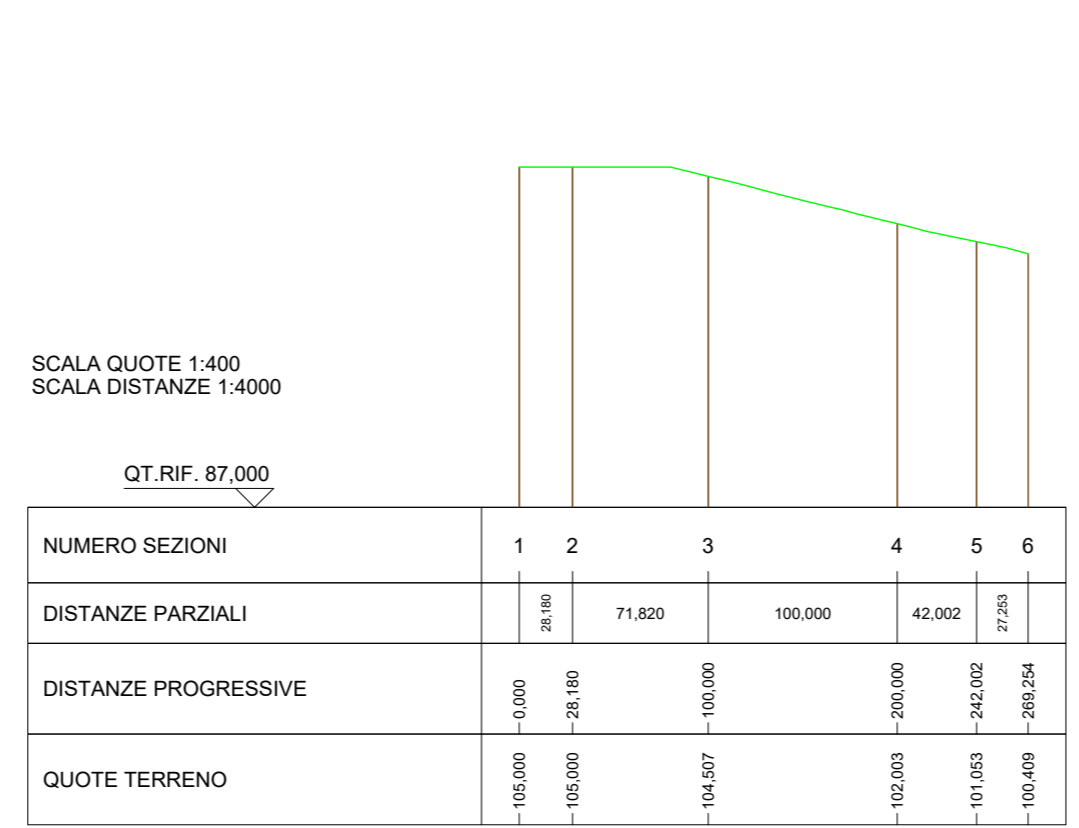 SCALA QUOTE 1:400
SCALA DISTANZE 1:4000
QT.RIF. 87,000
NUMERO SEZIONI 1 2 3 4 5 6
DISTANZE PARZIALI 28,180 71,820 100,000 42,002 27,253
DISTANZE PROGRESSIVE 0,000 28,180 100,000 200,000 242,002 269,254
QUOTE TERRENO 105,000 105,000 104,507 102,003 101,053 100,409